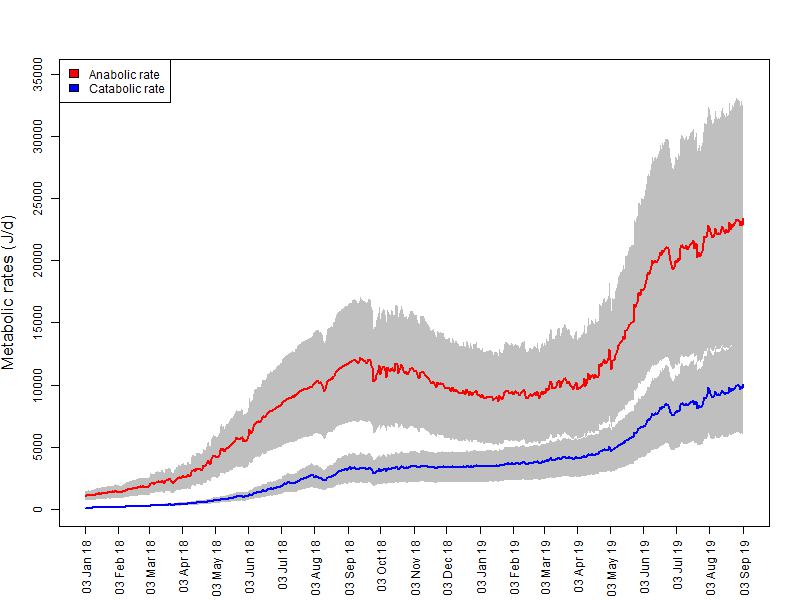 Anabolic rate
Catabolic rate
Metabolic rates (J/d)
35000
30000
25000
20000
15000
10000
5000
0
03 Jan 18
03 Feb 18
03 Mar 18
03 Apr 18
03 May 18
03 Jun 18
03 Jul 18
03 Aug 18
03 Sep 18
03 Oct 18
03 Nov 18
03 Dec 18
03 Jan 19
03 Feb 19
03 Mar 19
03 Apr 19
03 May 19
03 Jun 19
03 Jul 19
03 Aug 19
03 Sep 19